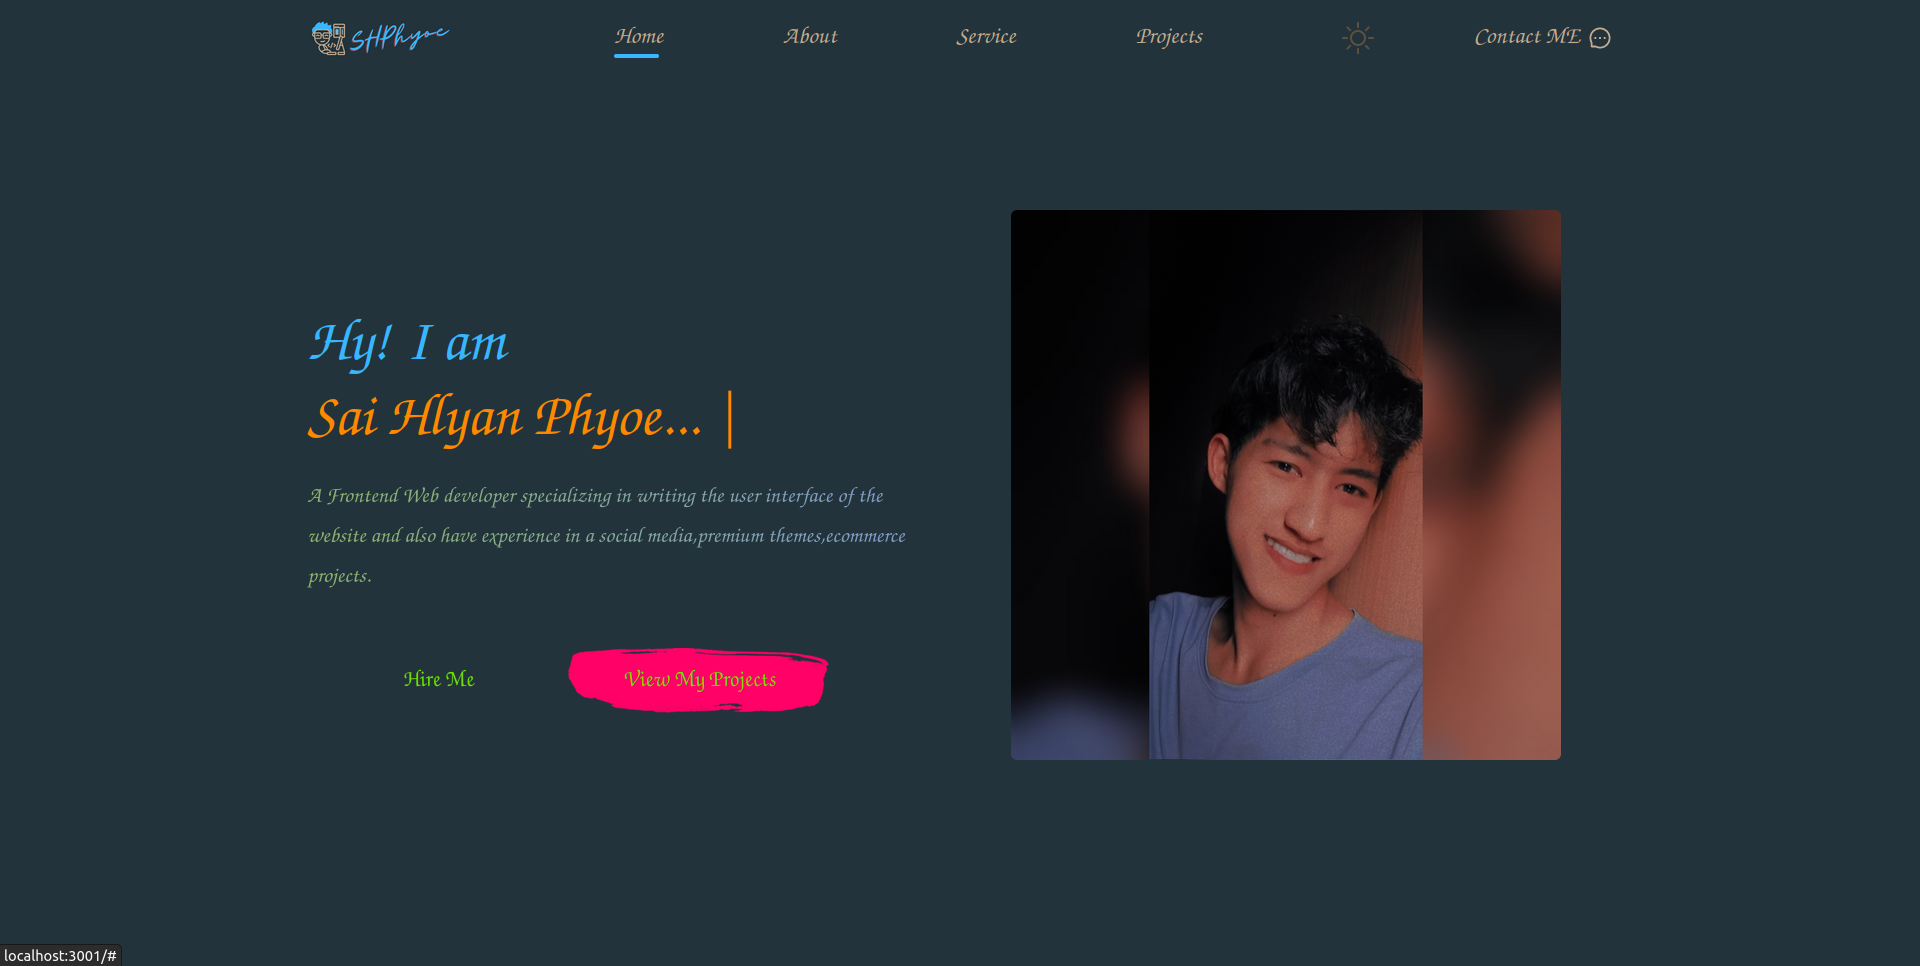 SHPhyoe
Home
About
Service
Projects
Contact ME
Hy! I am
Sai Hlyan Phyoe... |
A Frontend Web developer specializing in writing the user interface of the
website and also have experience in a social media,premium themes,ecommerce
projects.
Hire Me
View My Projects
localhost:3001/#